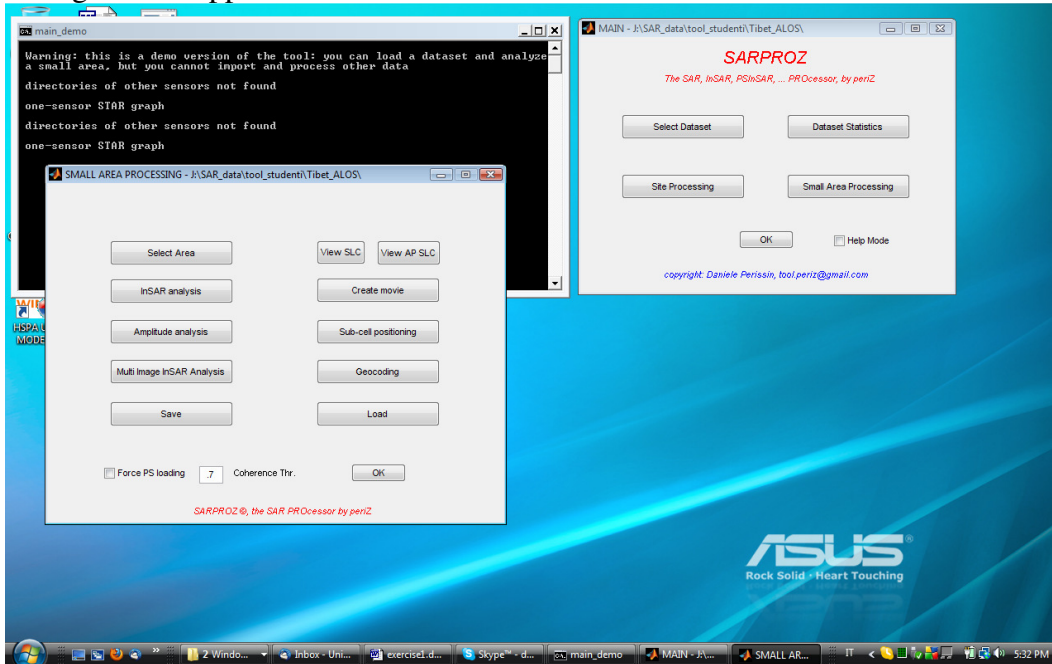 main_demo
Warning: this is a demo version of the tool: you can load a dataset and analyze
a small area, but you cannot import and process other data
directories of other sensors not found
one-sensor STAR graph
directories of other sensors not found
one-sensor STAR graph
MAIN - J:\SAR_data\tool_studenti\Tibet_ALOS\
SARPROZ
The SAR, InSAR, PSInSAR, ... PROcessor, by periZ
Select Dataset
Dataset Statistics
Site Processing
Small Area Processing
OK
Help Mode
copyright: Daniele Perissin, tool.periz@gmail.com
SMALL AREA PROCESSING - J:\SAR_data\tool_studenti\Tibet_ALOS\
Select Area
View SLC
View AP SLC
InSAR analysis
Create movie
Amplitude analysis
Sub-cell positioning
Multi Image InSAR Analysis
Geocoding
Save
Load
Force PS loading
.7
Coherence Thr.
OK
SARPROZ ©, the SAR PROcessor by periZ
HSPA
MODE
ASUS®
Rock Solid · Heart Touching
2 Windo...
Inbox - Uni...
exercise1.d...
Skype™ - d...
main_demo
MAIN - J:\...
SMALL AR...
IT
5:32 PM